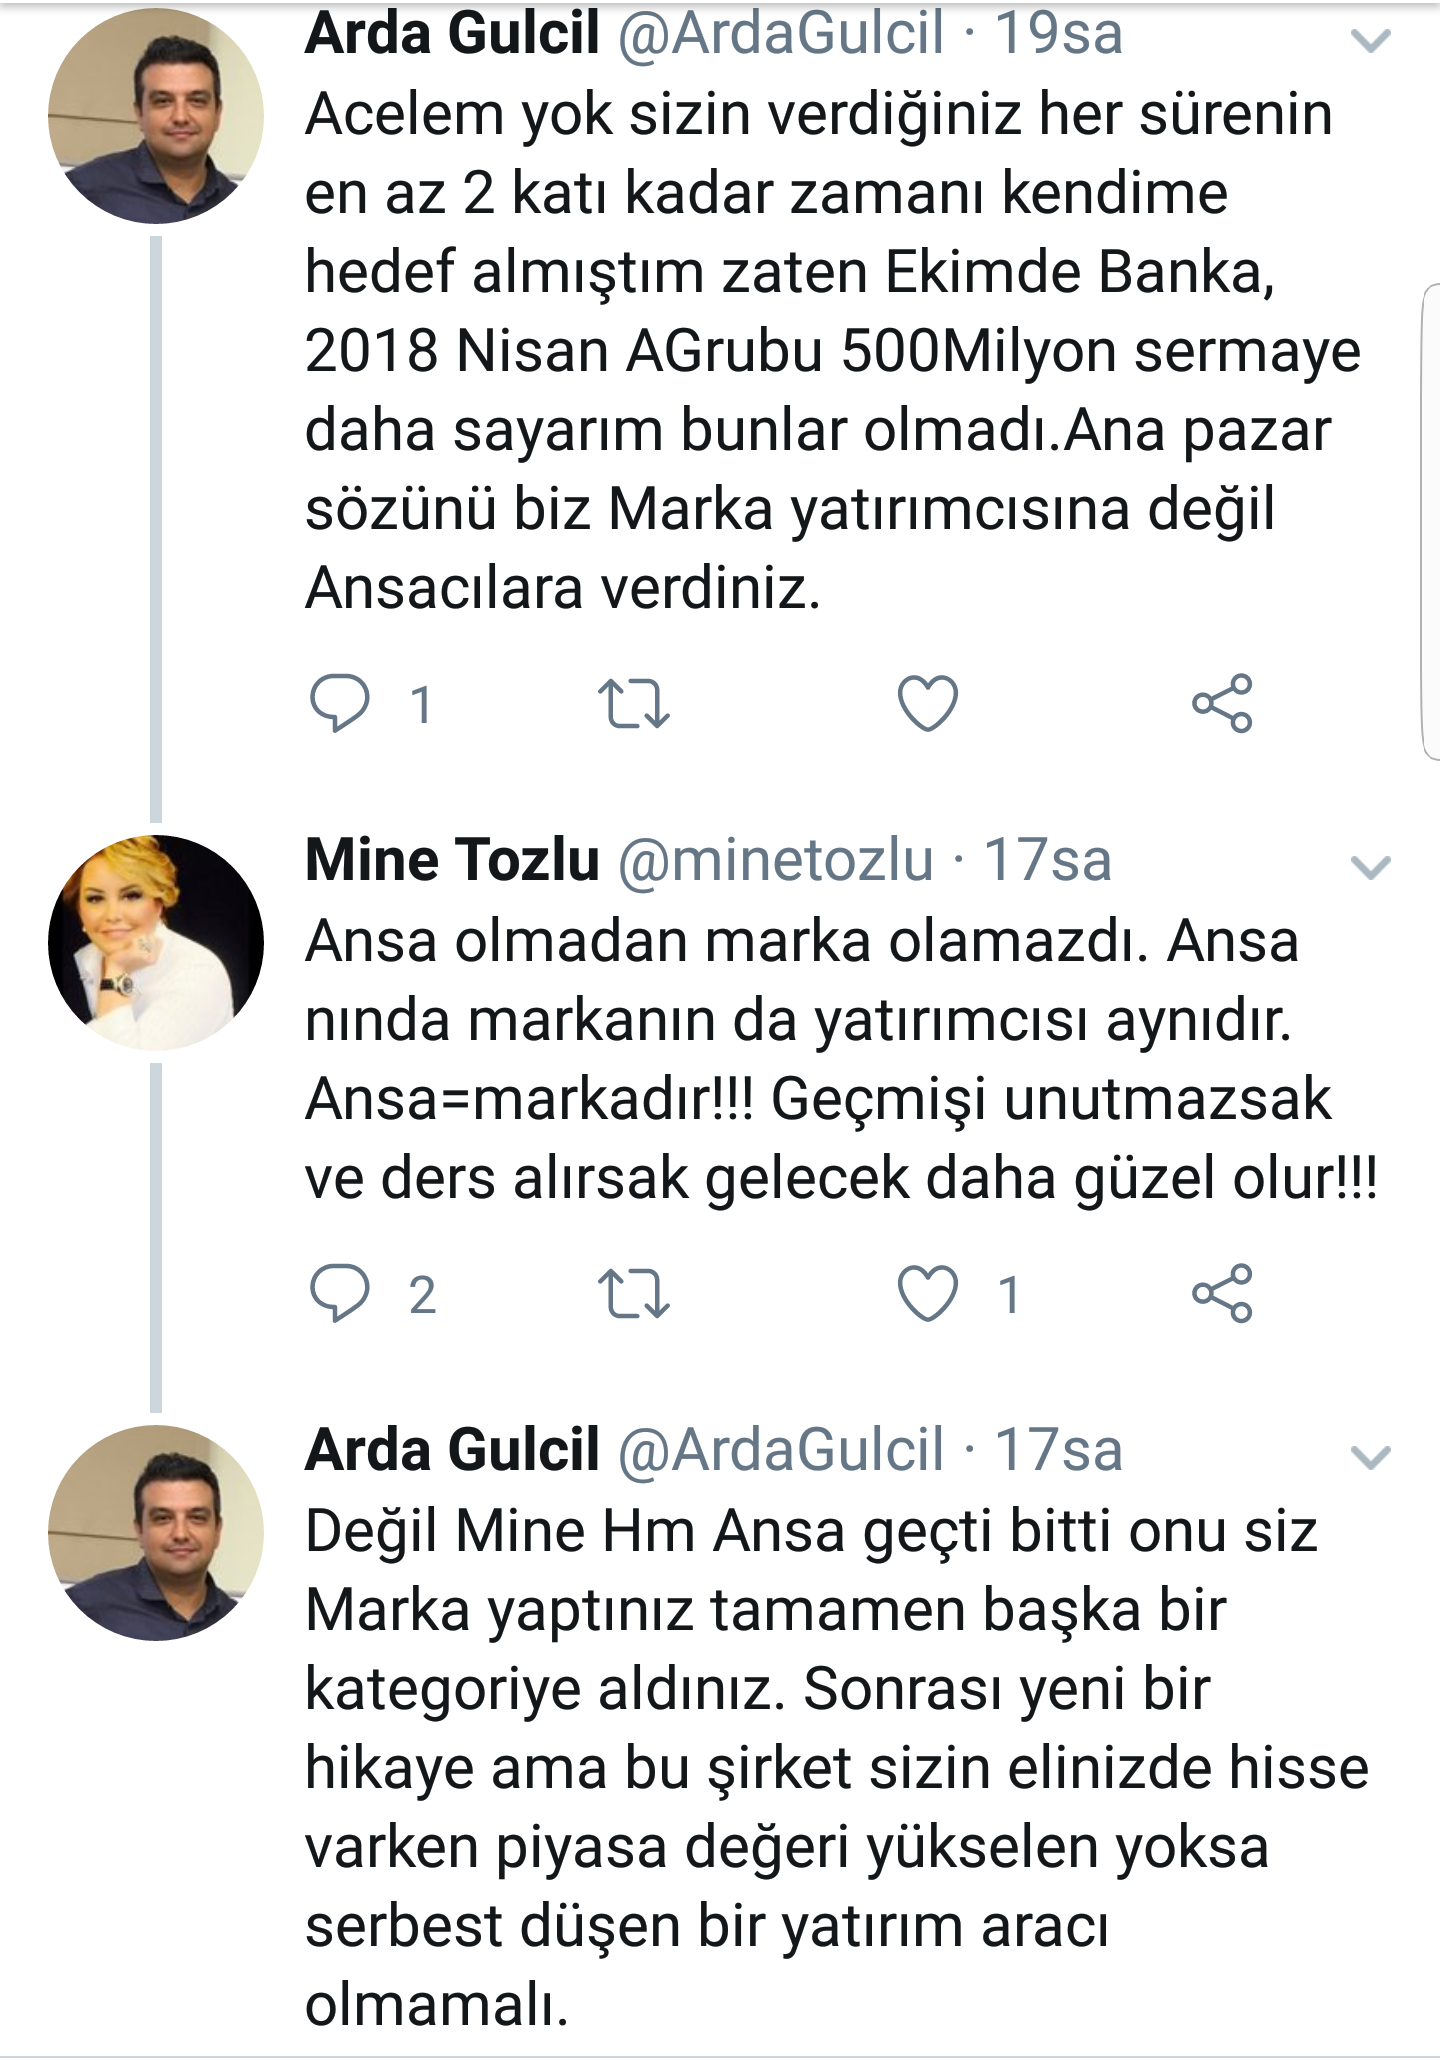 Arda Gulcil @ArdaGulcil · 19sa
Acelem yok sizin verdiğiniz her sürenin
en az 2 katı kadar zamanı kendime
hedef almıştım zaten Ekimde Banka,
2018 Nisan AGrubu 500Milyon sermaye
daha sayarım bunlar olmadı.Ana pazar
sözünü biz Marka yatırımcısına değil
Ansacılara verdiniz.
1
Mine Tozlu @minetozlu · 17sa
Ansa olmadan marka olamazdı. Ansa
nında markanın da yatırımcısı aynıdır.
Ansa=markadır!!! Geçmişi unutmazsak
ve ders alırsak gelecek daha güzel olur!!!
2 1
Arda Gulcil @ArdaGulcil · 17sa
Değil Mine Hm Ansa geçti bitti onu siz
Marka yaptınız tamamen başka bir
kategoriye aldınız. Sonrası yeni bir
hikaye ama bu şirket sizin elinizde hisse
varken piyasa değeri yükselen yoksa
serbest düşen bir yatırım aracı
olmamalı.